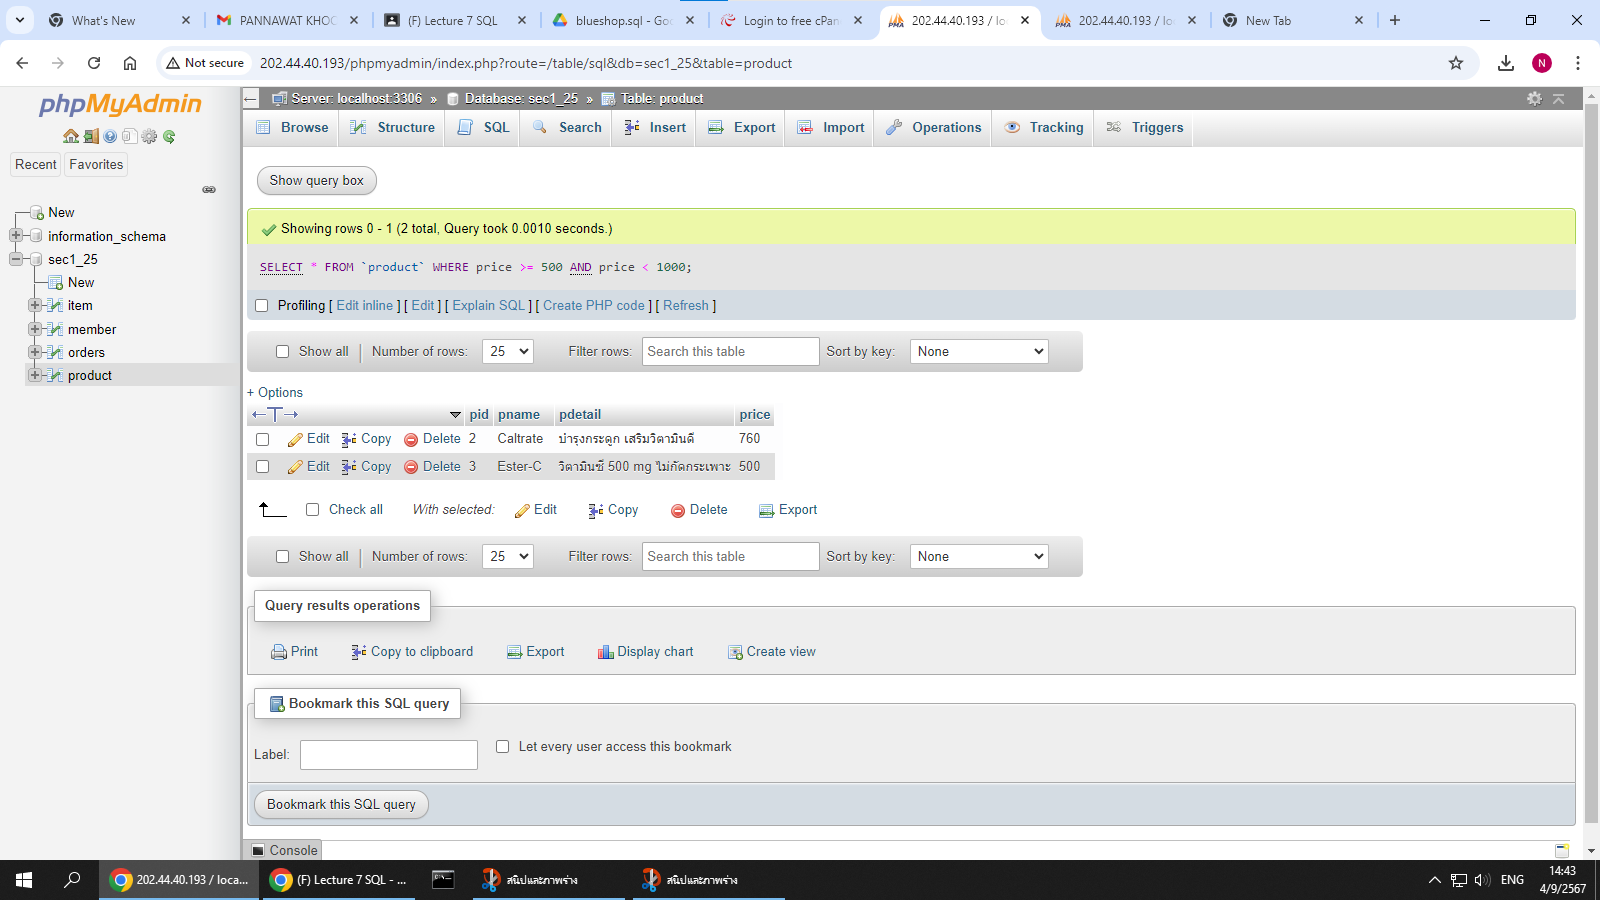 What's New
PANNAWAT KHOC
(F) Lecture 7 SQL
blueshop.sql - Goo
Login to free cPan
202.44.40.193 / lo
202.44.40.193 / lo
New Tab
Not secure
202.44.40.193/phpmyadmin/index.php?route=/table/sql&db=sec1_25&table=product
N
phpMyAdmin
Recent
Favorites
New
information_schema
sec1_25
New
item
member
orders
product
Server: localhost:3306 » Database: sec1_25 » Table: product
Browse
Structure
SQL
Search
Insert
Export
Import
Operations
Tracking
Triggers
Show query box
Showing rows 0 - 1 (2 total, Query took 0.0010 seconds.)
SELECT * FROM `product` WHERE price >= 500 AND price < 1000;
Profiling [ Edit inline ] [ Edit ] [ Explain SQL ] [ Create PHP code ] [ Refresh ]
Show all
Number of rows: 25
Filter rows: Search this table
Sort by key: None
+ Options
pid pname pdetail price
Edit Copy Delete 2 Caltrate บำรุงกระดูก เสริมวิตามินดี 760
Edit Copy Delete 3 Ester-C วิตามินซี 500 mg ไม่กัดกระเพาะ 500
Check all With selected: Edit Copy Delete Export
Show all
Number of rows: 25
Filter rows: Search this table
Sort by key: None
Query results operations
Print
Copy to clipboard
Export
Display chart
Create view
Bookmark this SQL query
Label:
Let every user access this bookmark
Bookmark this SQL query
Console
202.44.40.193 / loca...
(F) Lecture 7 SQL - ...
สนิปและภาพร่าง
สนิปและภาพร่าง
ENG
14:43
4/9/2567